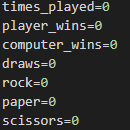 times_played=0
player_wins=0
computer_wins=0
draws=0
rock=0
paper=0
scissors=0